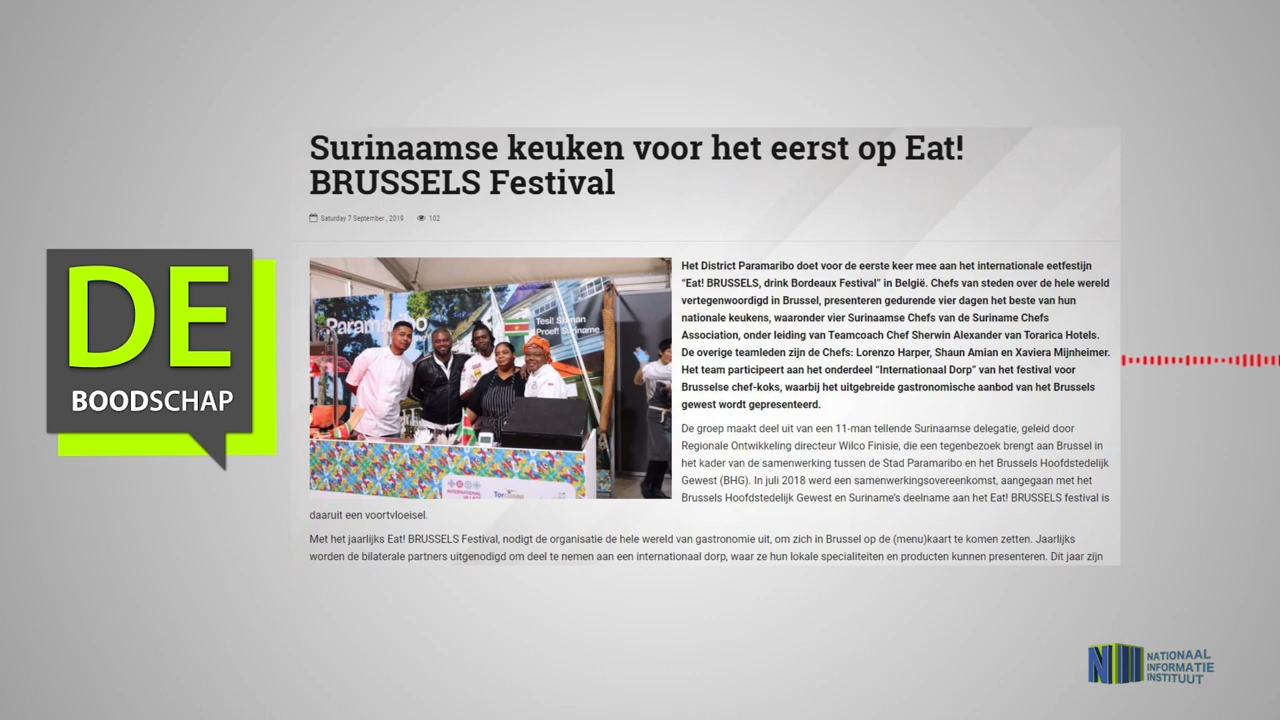 Surinaamse keuken voor het eerst op Eat!
BRUSSELS Festival
Saturday 7 September , 2019 102
DE
BOODSCHAP
Paramaribo
Tesi! Sranan
Proef! Suriname
Het District Paramaribo doet voor de eerste keer mee aan het internationale eetfestijn
“Eat! BRUSSELS, drink Bordeaux Festival” in België. Chefs van steden over de hele wereld
vertegenwoordigd in Brussel, presenteren gedurende vier dagen het beste van hun
nationale keukens, waaronder vier Surinaamse Chefs van de Suriname Chefs
Association, onder leiding van Teamcoach Chef Sherwin Alexander van Torarica Hotels.
De overige teamleden zijn de Chefs: Lorenzo Harper, Shaun Amian en Xaviera Mijnheimer.
Het team participeert aan het onderdeel “Internationaal Dorp” van het festival voor
Brusselse chef-koks, waarbij het uitgebreide gastronomische aanbod van het Brussels
gewest wordt gepresenteerd.
De groep maakt deel uit van een 11-man tellende Surinaamse delegatie, geleid door
Regionale Ontwikkeling directeur Wilco Finisie, die een tegenbezoek brengt aan Brussel in
het kader van de samenwerking tussen de Stad Paramaribo en het Brussels Hoofdstedelijk
Gewest (BHG). In juli 2018 werd een samenwerkingsovereenkomst, aangegaan met het
Brussels Hoofdstedelijk Gewest en Suriname’s deelname aan het Eat! BRUSSELS festival is
daaruit een voortvloeisel.
Met het jaarlijks Eat! BRUSSELS Festival, nodigt de organisatie de hele wereld van gastronomie uit, om zich in Brussel op de (menu)kaart te komen zetten. Jaarlijks
worden de bilaterale partners uitgenodigd om deel te nemen aan een internationaal dorp, waar ze hun lokale specialiteiten en producten kunnen presenteren. Dit jaar zijn
NATIONAAL
INFORMATIE
INSTITUUT